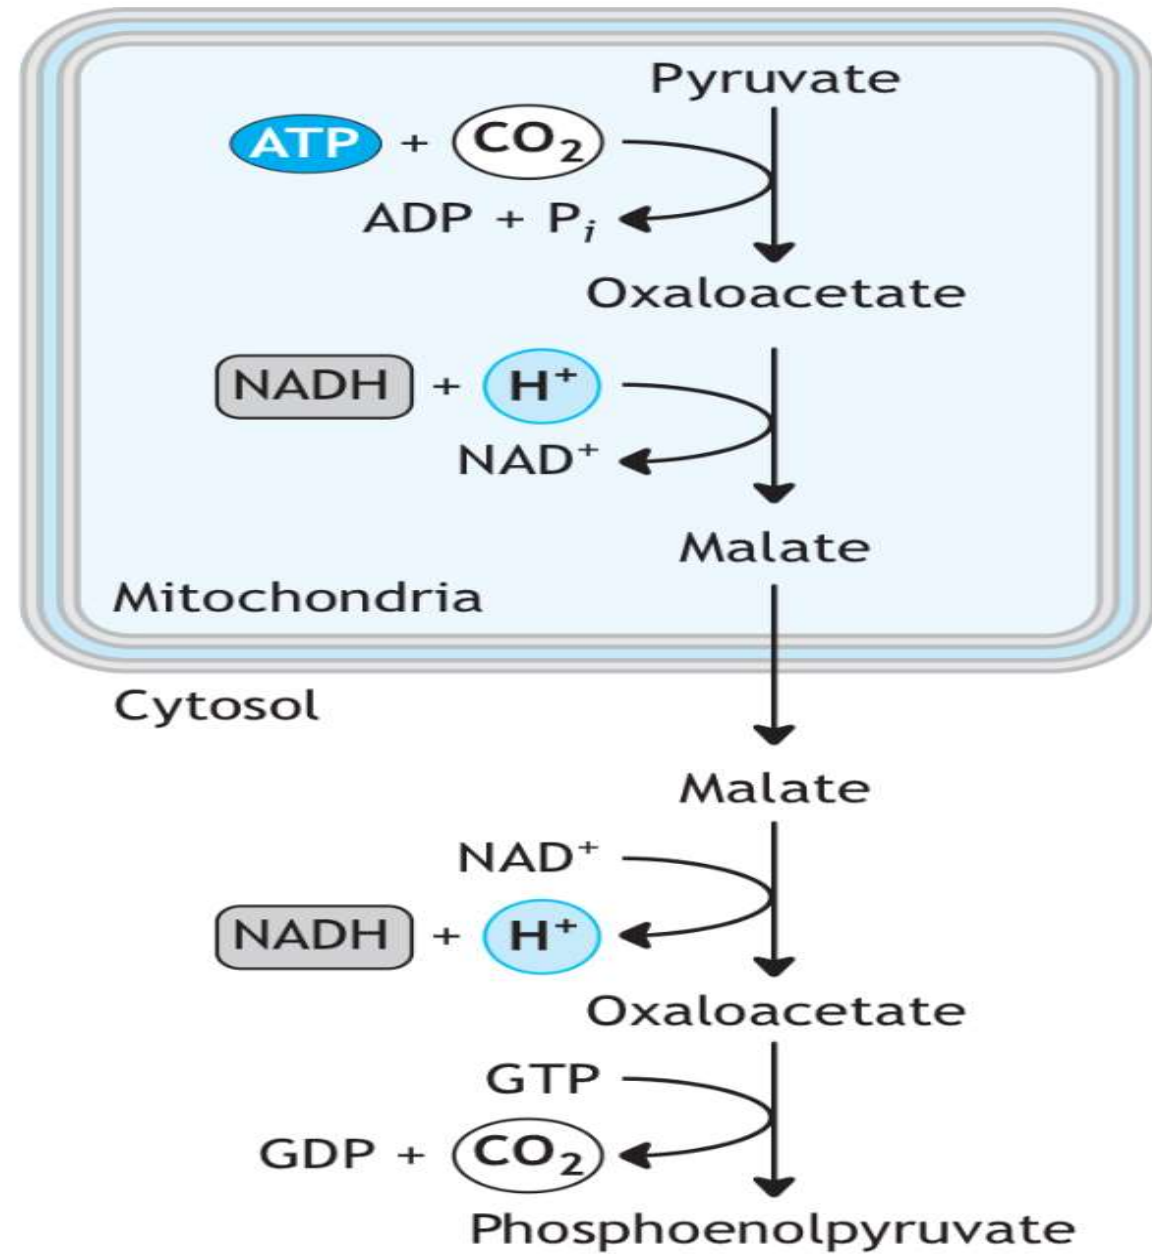 Pyruvate
ATP + CO₂
ADP + Pᵢ
Oxaloacetate
NADH + H⁺
NAD⁺
Malate
Mitochondria
Cytosol
Malate
NAD⁺
NADH + H⁺
Oxaloacetate
GTP
GDP + CO₂
Phosphoenolpyruvate